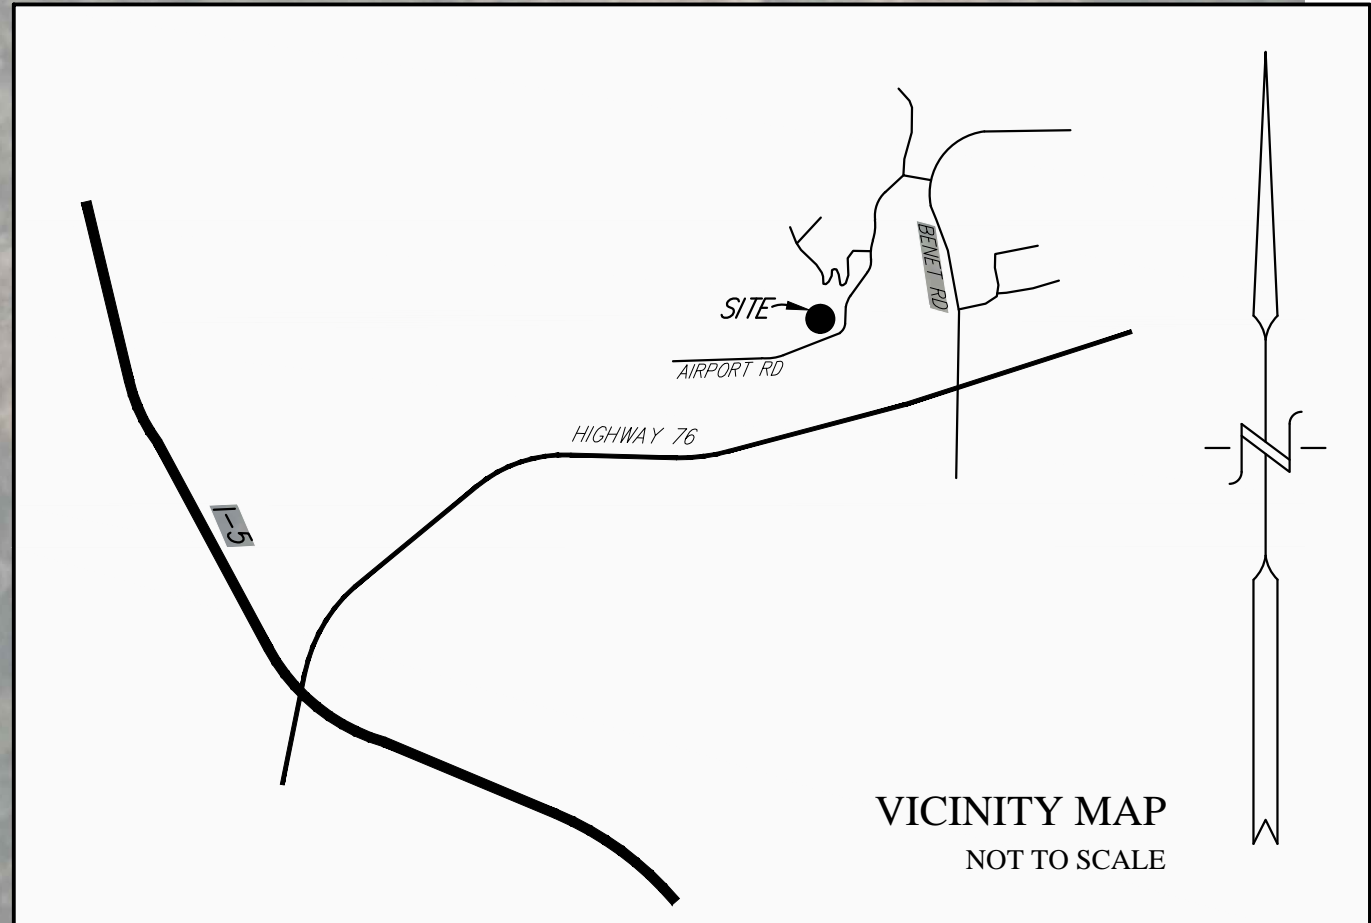 BENET RD
SITE
AIRPORT RD
HIGHWAY 76
N
I-5
VICINITY MAP
NOT TO SCALE